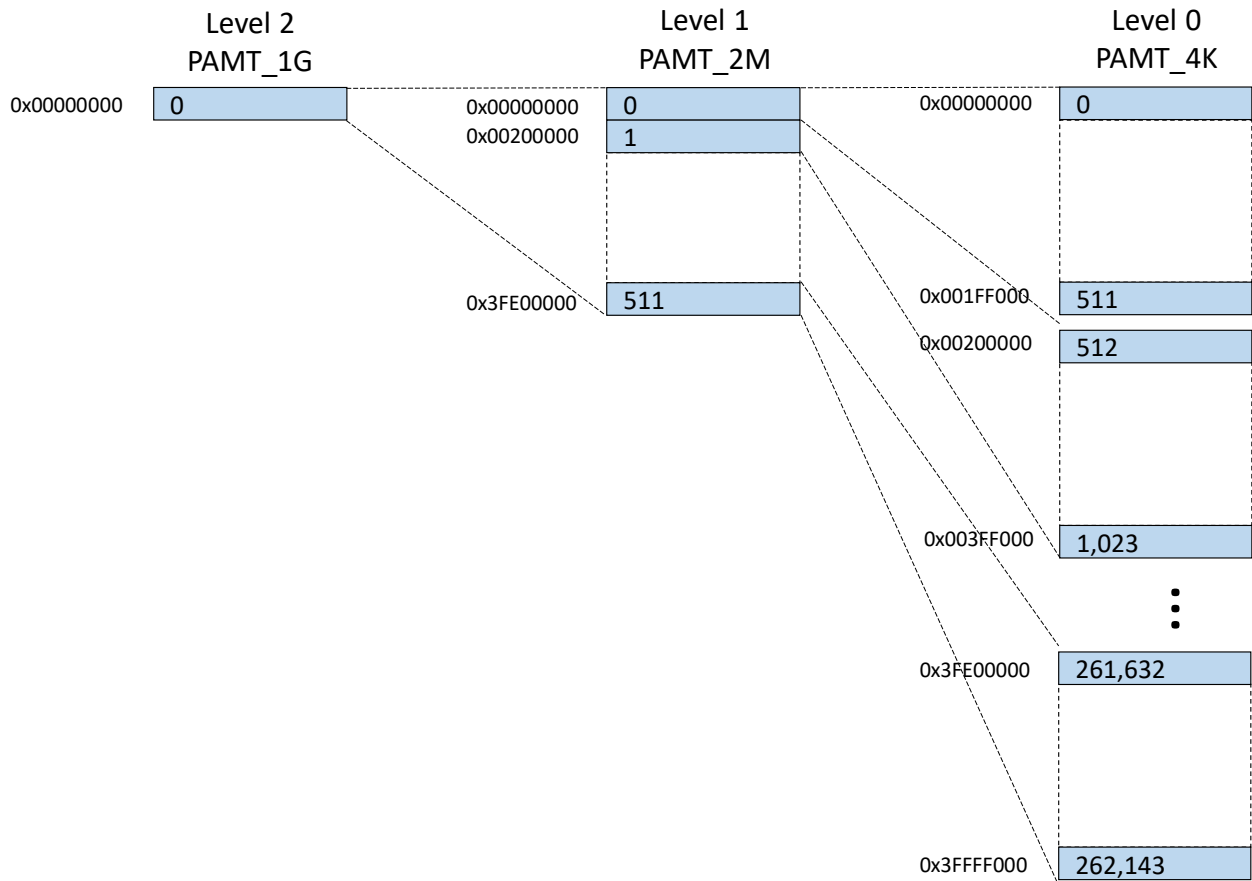 Level 2
PAMT_1G
Level 1
PAMT_2M
Level 0
PAMT_4K
0x00000000
0
0x00000000
0
0x00000000
0
0x00200000
1
0x3FE00000
511
0x001FF000
511
0x00200000
512
0x003FF000
1,023
0x3FE00000
261,632
0x3FFFF000
262,143